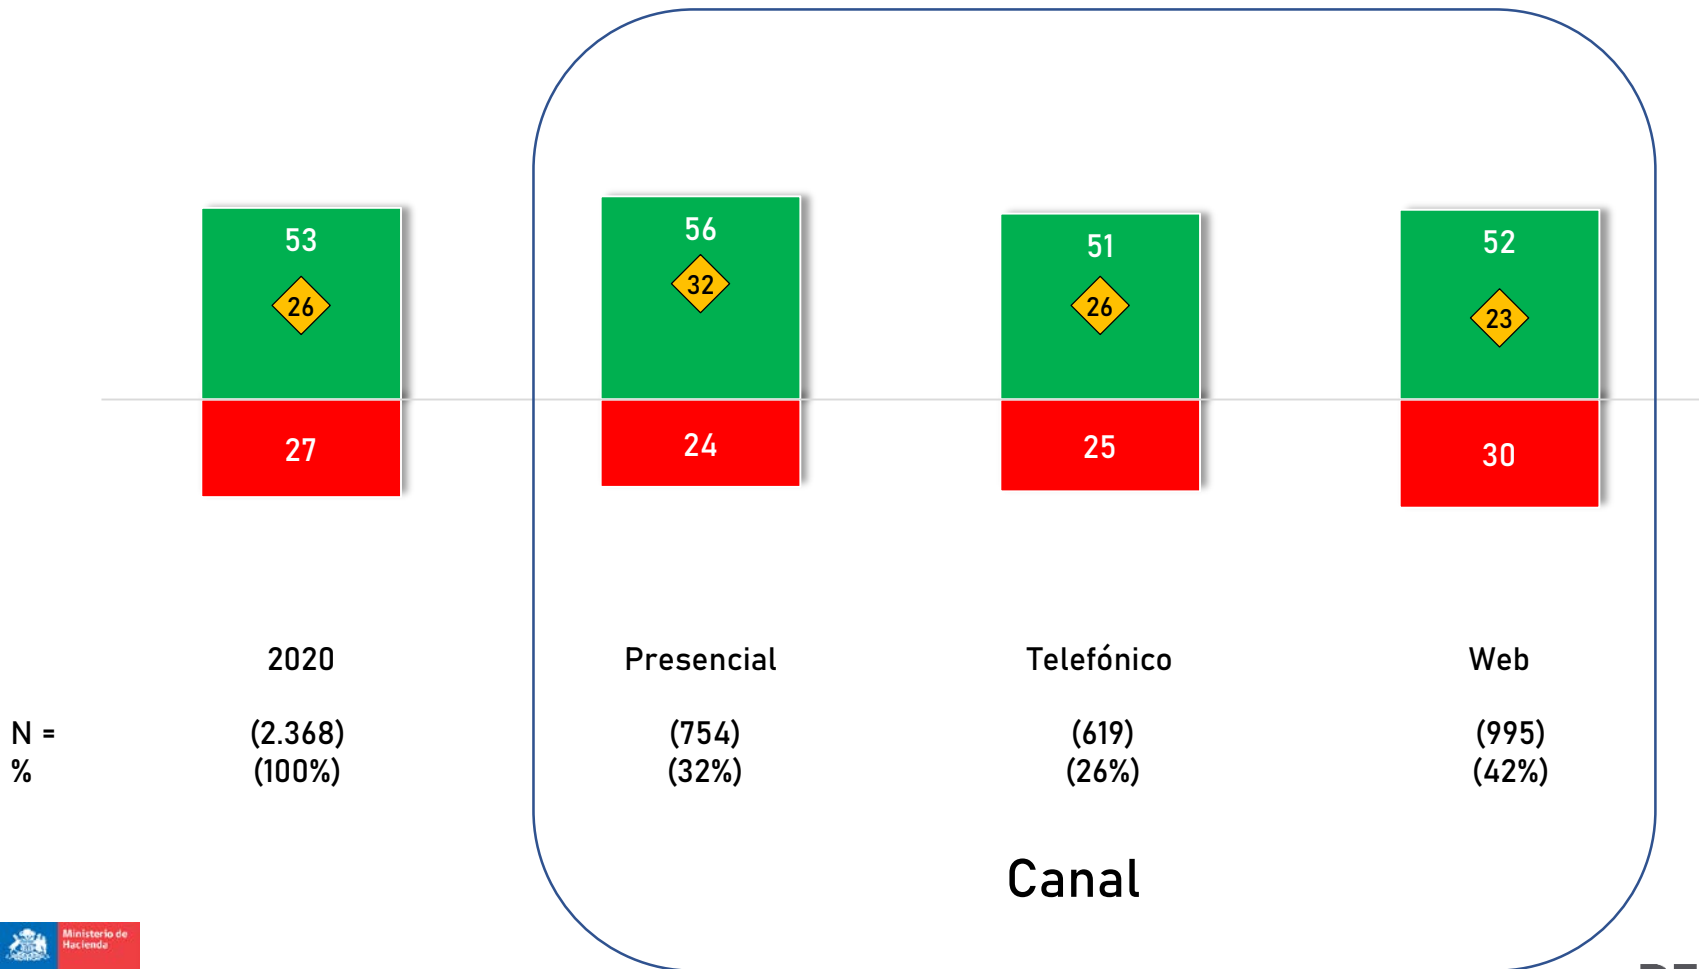 53 56 51 52
26 32 26 23
27 24 25 30
2020 Presencial Telefónico Web
N = (2.368) (754) (619) (995)
% (100%) (32%) (26%) (42%)
Canal
Ministerio de
Hacienda